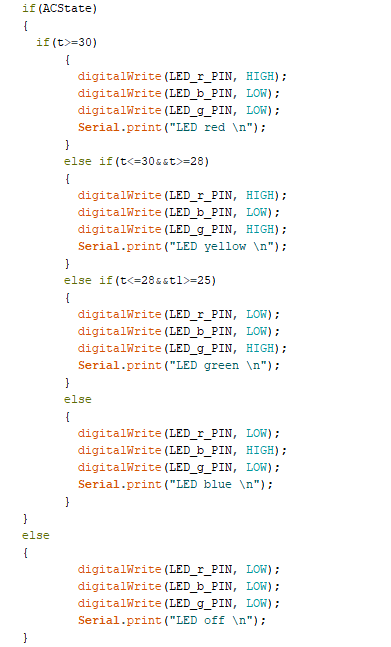 if(ACState)
{
if(t>=30)
{
digitalWrite(LED_r_PIN, HIGH);
digitalWrite(LED_b_PIN, LOW);
digitalWrite(LED_g_PIN, LOW);
Serial.print("LED red \n");
}
else if(t<=30&&t>=28)
{
digitalWrite(LED_r_PIN, HIGH);
digitalWrite(LED_b_PIN, LOW);
digitalWrite(LED_g_PIN, HIGH);
Serial.print("LED yellow \n");
}
else if(t<=28&&t1>=25)
{
digitalWrite(LED_r_PIN, LOW);
digitalWrite(LED_b_PIN, LOW);
digitalWrite(LED_g_PIN, HIGH);
Serial.print("LED green \n");
}
else
{
digitalWrite(LED_r_PIN, LOW);
digitalWrite(LED_b_PIN, HIGH);
digitalWrite(LED_g_PIN, LOW);
Serial.print("LED blue \n");
}
}
else
{
digitalWrite(LED_r_PIN, LOW);
digitalWrite(LED_b_PIN, LOW);
digitalWrite(LED_g_PIN, LOW);
Serial.print("LED off \n");
}